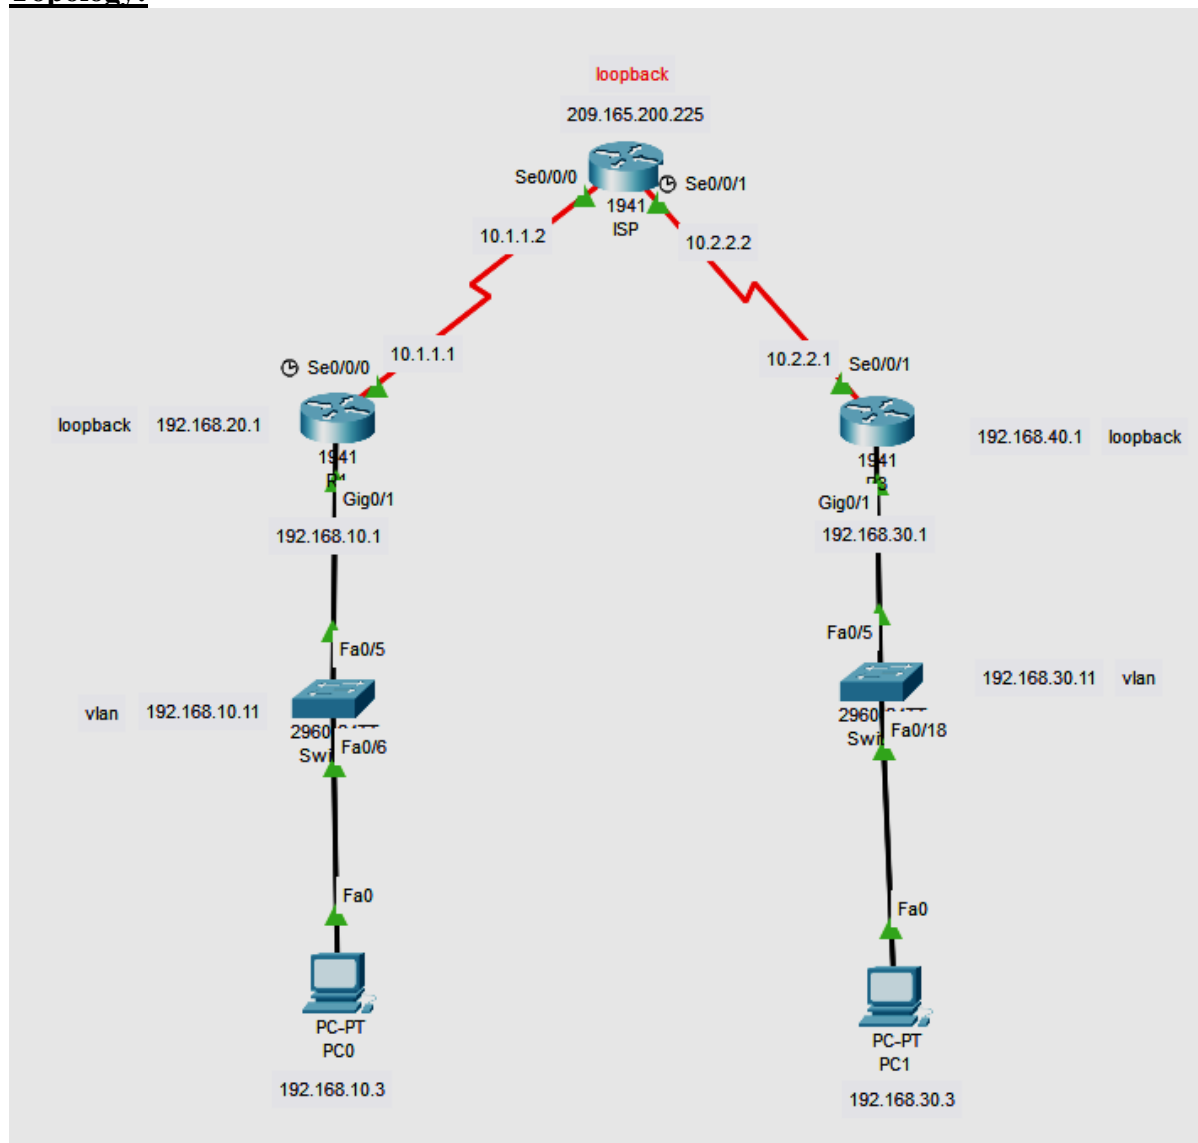 Topology:
loopback
209.165.200.225
Se0/0/0
Se0/0/1
1941
ISP
10.1.1.2
10.2.2.2
10.1.1.1
10.2.2.1
Se0/0/0
Se0/0/1
loopback 192.168.20.1
192.168.40.1 loopback
1941
1941
Gig0/1
Gig0/1
192.168.10.1
192.168.30.1
Fa0/5
Fa0/5
vlan 192.168.10.11
192.168.30.11 vlan
Fa0/6
Fa0/18
Fa0
Fa0
PC-PT
PC0
PC-PT
PC1
192.168.10.3
192.168.30.3